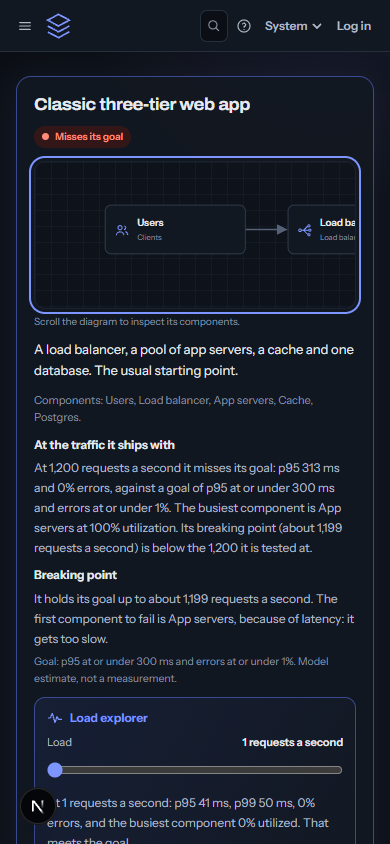 System
Log in
Classic three-tier web app
Misses its goal
Users
Clients
Load ba
Load balan
Scroll the diagram to inspect its components.
A load balancer, a pool of app servers, a cache and one
database. The usual starting point.
Components: Users, Load balancer, App servers, Cache,
Postgres.
At the traffic it ships with
At 1,200 requests a second it misses its goal: p95 313 ms
and 0% errors, against a goal of p95 at or under 300 ms
and errors at or under 1%. The busiest component is App
servers at 100% utilization. Its breaking point (about 1,199
requests a second) is below the 1,200 it is tested at.
Breaking point
It holds its goal up to about 1,199 requests a second. The
first component to fail is App servers, because of latency: it
gets too slow.
Goal: p95 at or under 300 ms and errors at or under 1%. Model
estimate, not a measurement.
Load explorer
Load
1 requests a second
t 1 requests a second: p95 41 ms, p99 50 ms, 0%
errors, and the busiest component 0% utilized. That
meets the goal
N